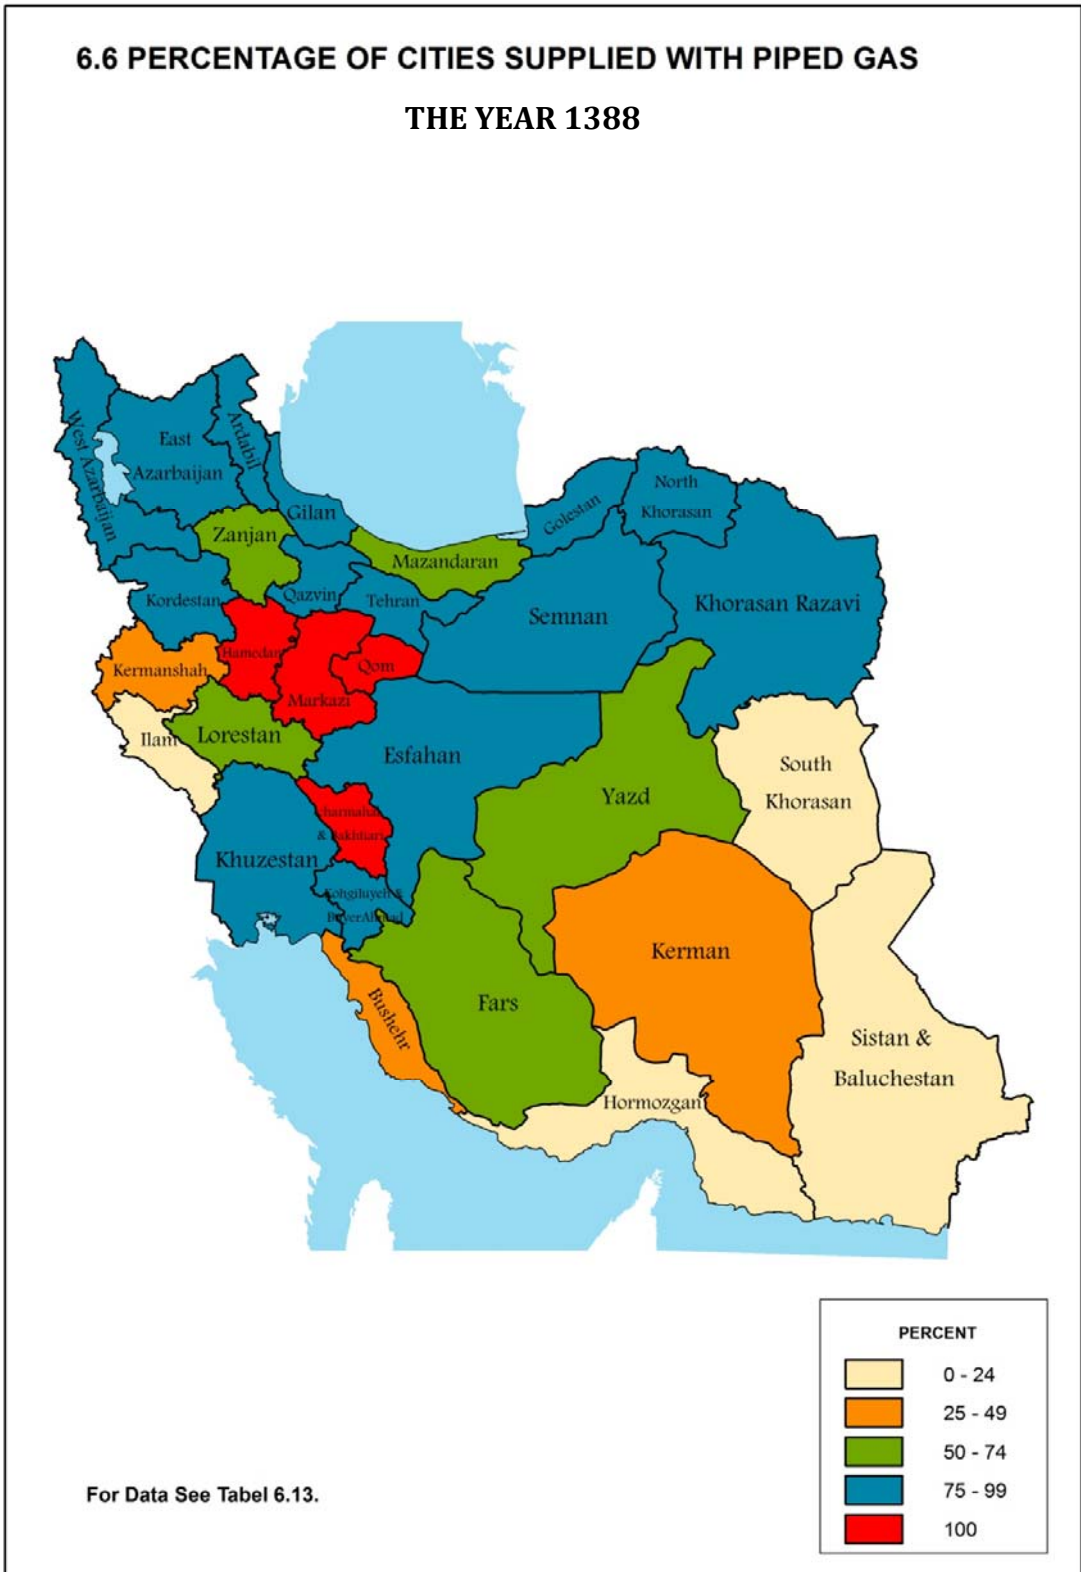 6.6 PERCENTAGE OF CITIES SUPPLIED WITH PIPED GAS
THE YEAR 1388
West Azarbaijan
East
Azarbaijan
Ardabil
Gilan
Zanjan
Mazandaran
Golestan
North
Khorasan
Kordestan
Qazvin
Tehran
Semnan
Khorasan Razavi
Kermanshah
Hamedan
Qom
Markazi
Ilam
Lorestan
Esfahan
South
Khorasan
Yazd
& Bakhtiari
Khuzestan
Kohgiluyeh &
BoyerAhmad
Kerman
Bushehr
Fars
Sistan &
Baluchestan
Hormozgan
PERCENT
0 - 24
25 - 49
50 - 74
75 - 99
100
For Data See Tabel 6.13.